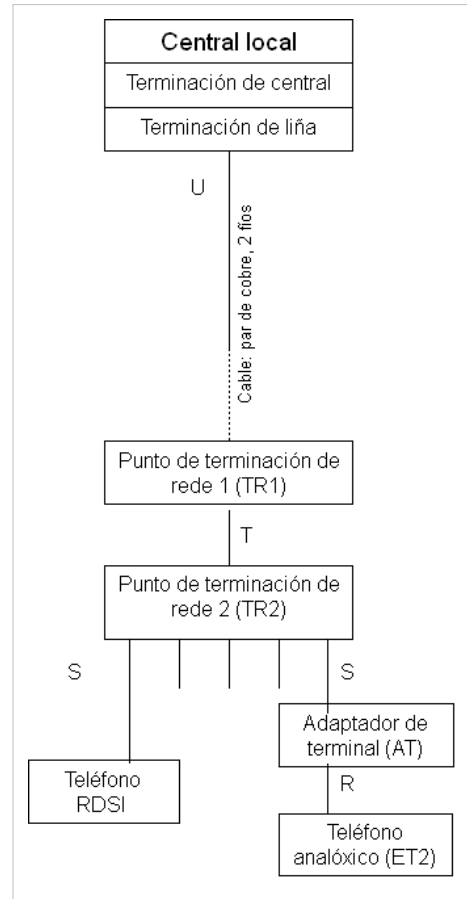 Central local
Terminación de central
Terminación de liña
U
Cable: par de cobre, 2 fíos
Punto de terminación de
rede 1 (TR1)
T
Punto de terminación de
rede 2 (TR2)
S
S
Adaptador de
terminal (AT)
Teléfono
RDSI
R
Teléfono
analóxico (ET2)